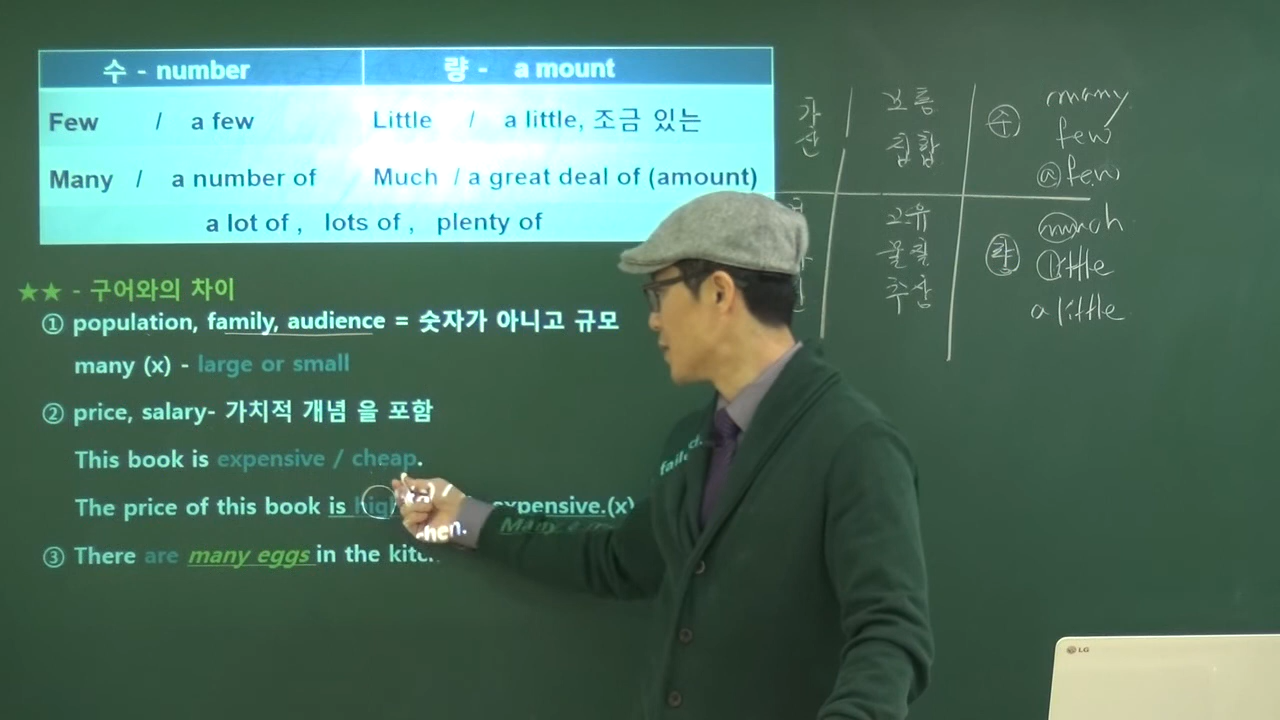 수 - number 량 - a mount
Few / a few Little / a little, 조금 있는
Many / a number of Much / a great deal of (amount)
a lot of , lots of , plenty of
★★ - 구어와의 차이
① population, family, audience = 숫자가 아니고 규모
many (x) - large or small
② price, salary- 가치적 개념 을 포함
This book is expensive / cheap.
The price of this book is expensive.(x)
③ There are many eggs in the
가산
보통
집합
수
many
few
a few
고유
물질
추상
량
much
little
a little
LG